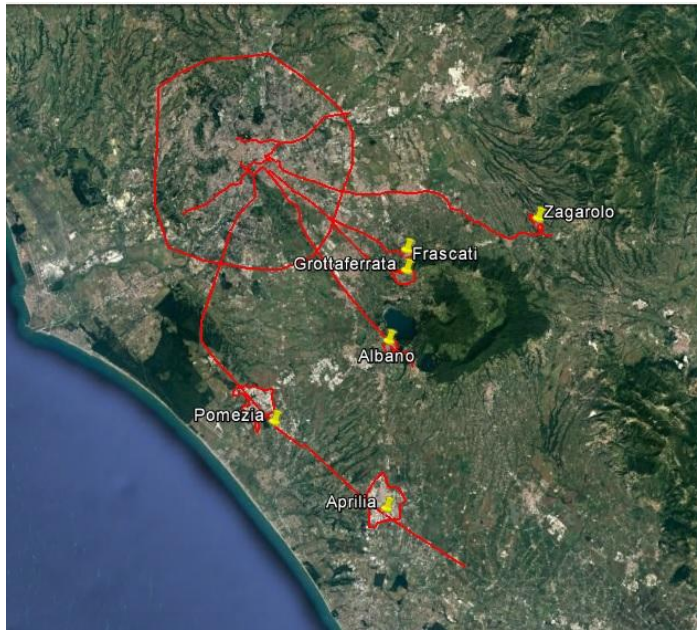 Zagarolo
Frascati
Grottaferrata
Albano
Pomezia
Aprilia